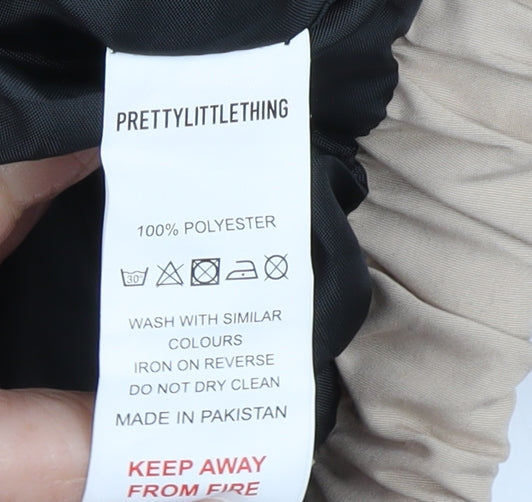 PRETTYLITTLETHING
100% POLYESTER
30°
WASH WITH SIMILAR
COLOURS
IRON ON REVERSE
DO NOT DRY CLEAN
MADE IN PAKISTAN
KEEP AWAY
FROM FIRE